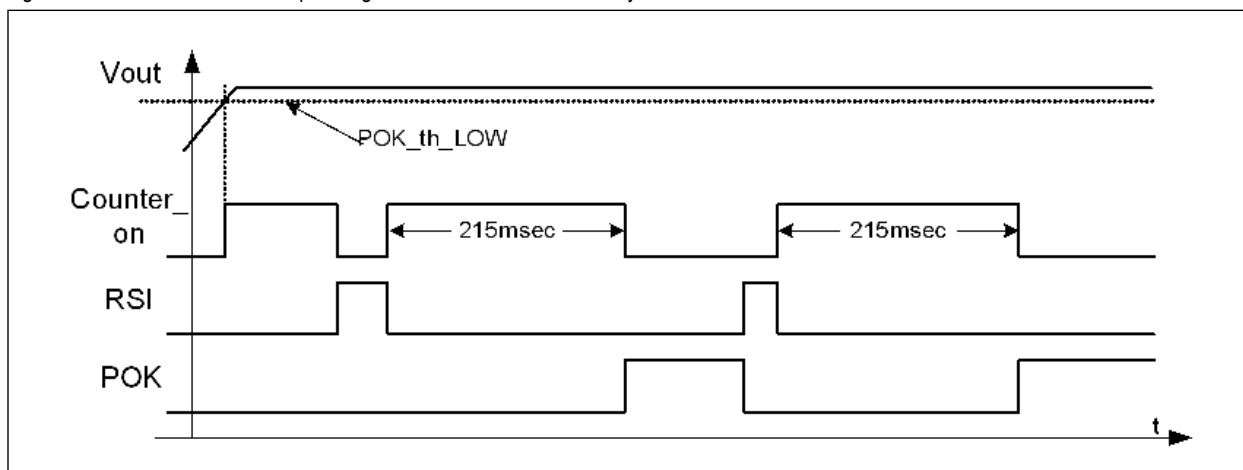 Vout
POK_th_LOW
Counter_
on
215msec
215msec
RSI
POK
t